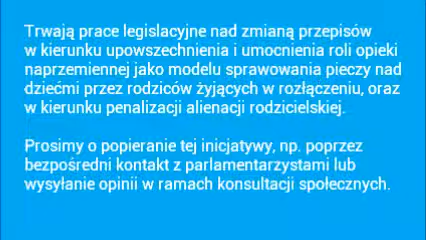 Trwają prace legislacyjne nad zmianą przepisów
w kierunku upowszechnienia i umocnienia roli opieki
naprzemiennej jako modelu sprawowania pieczy nad
dziećmi przez rodziców żyjących w rozłączeniu, oraz
w kierunku penalizacji alienacji rodzicielskiej.
Prosimy o popieranie tej inicjatywy, np. poprzez
bezpośredni kontakt z parlamentarzystami lub
wysyłanie opinii w ramach konsultacji społecznych.